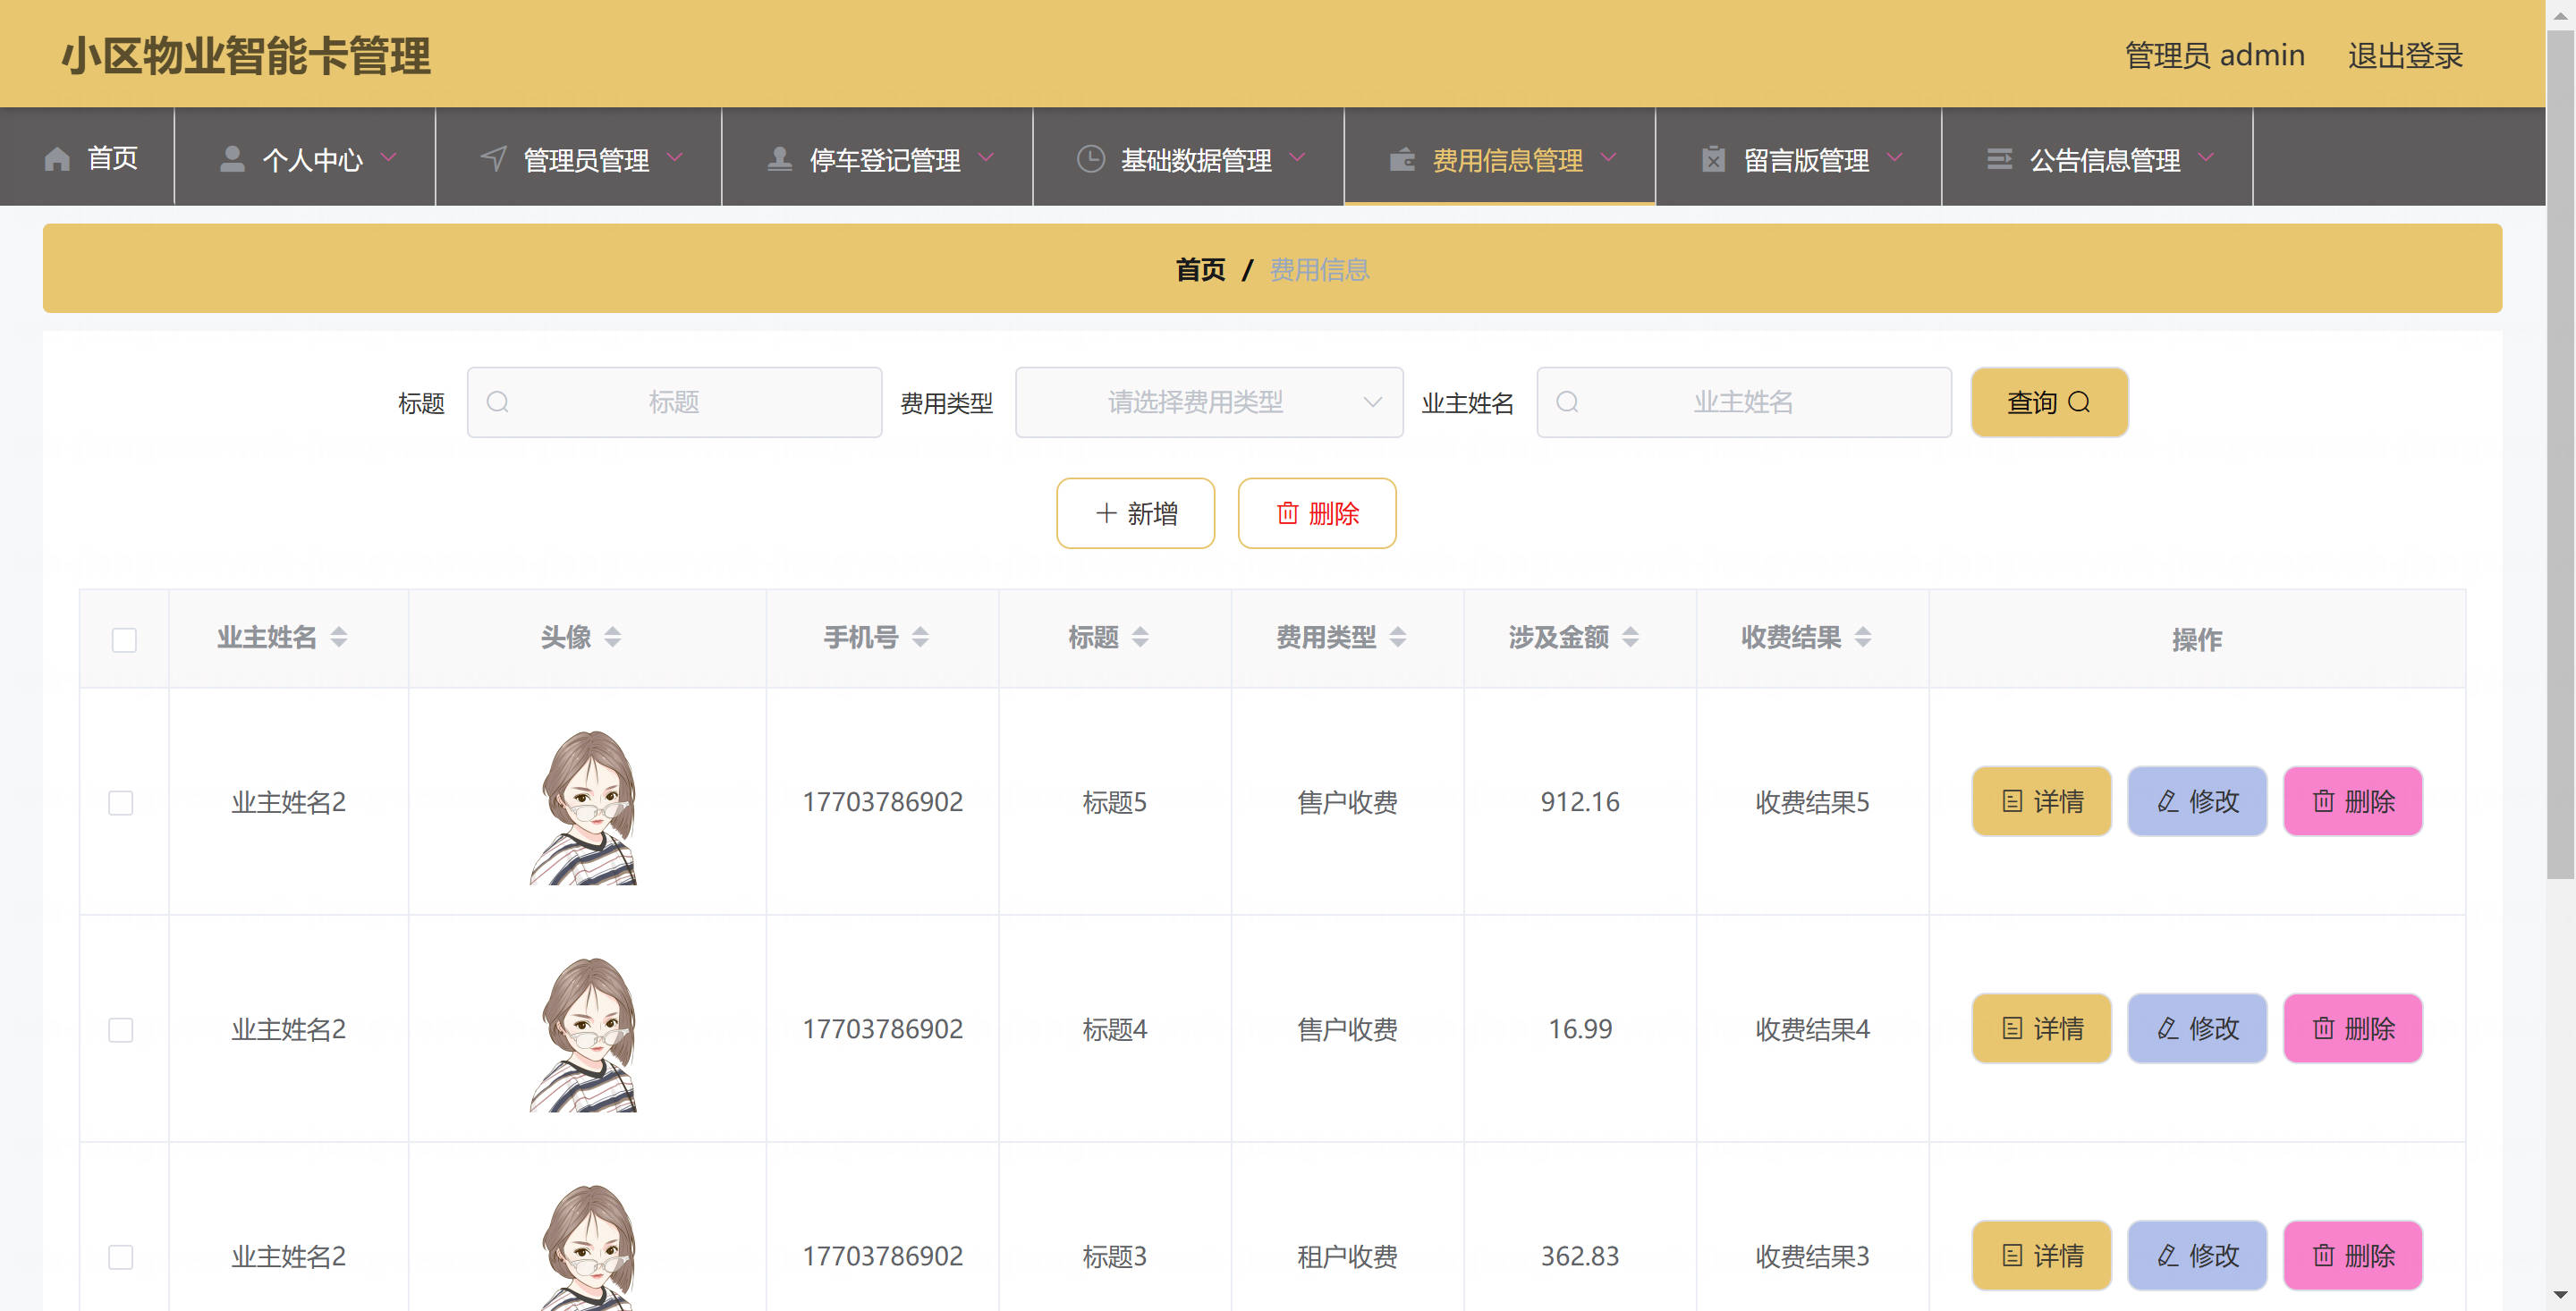 小区物业智能卡管理
管理员 admin 退出登录
首页 个人中心 管理员管理 停车登记管理 基础数据管理 费用信息管理 留言版管理 公告信息管理
首页 / 费用信息
标题 标题 费用类型 请选择费用类型 业主姓名 业主姓名 查询
新增 删除
业主姓名 头像 手机号 标题 费用类型 涉及金额 收费结果 操作
业主姓名2 17703786902 标题5 售户收费 912.16 收费结果5 详情 修改 删除
业主姓名2 17703786902 标题4 售户收费 16.99 收费结果4 详情 修改 删除
业主姓名2 17703786902 标题3 租户收费 362.83 收费结果3 详情 修改 删除